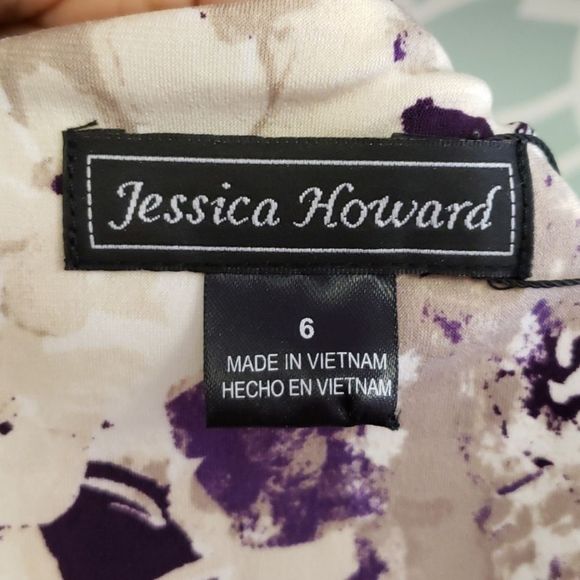 Jessica Howard
6
MADE IN VIETNAM
HECHO EN VIETNAM